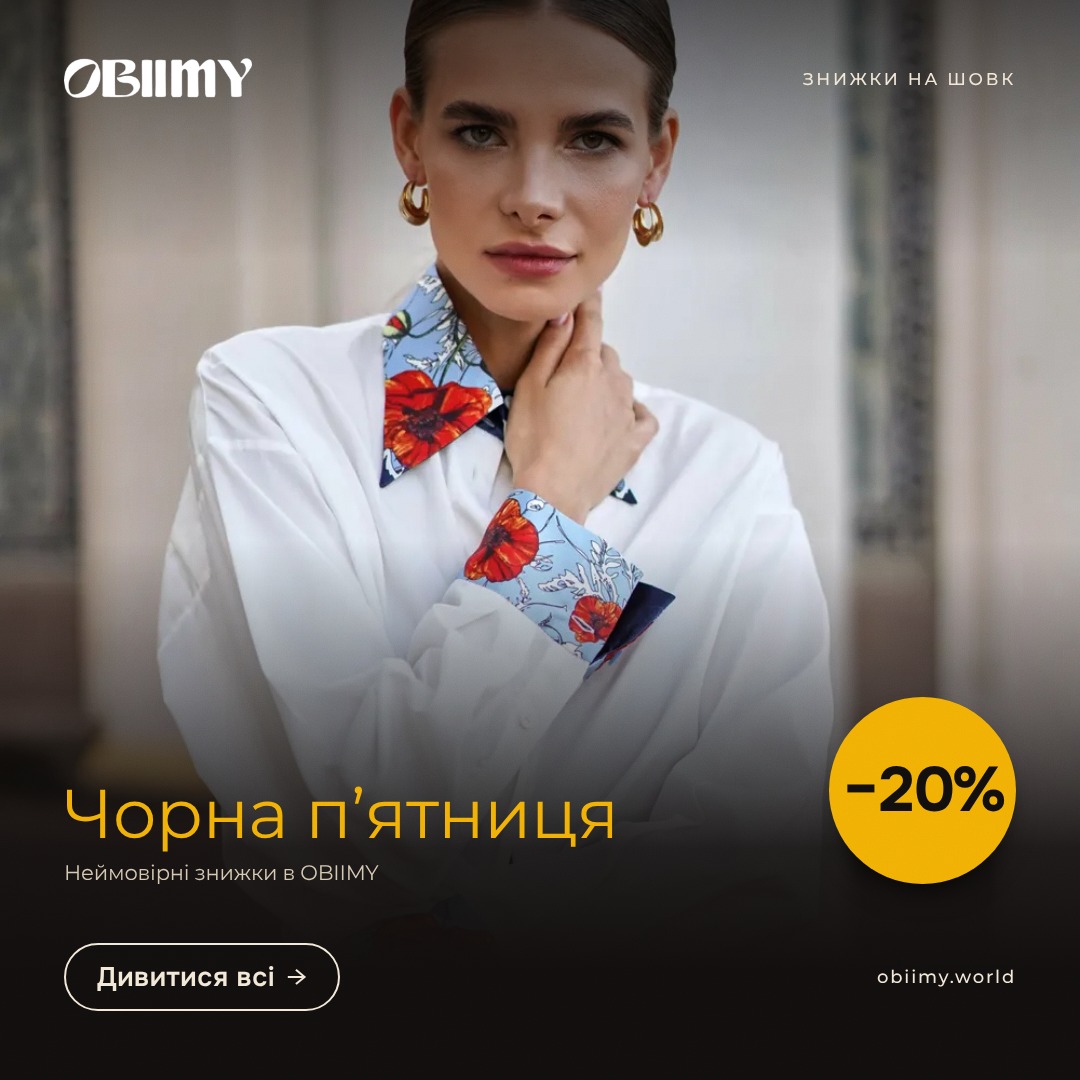 OBIIMY
ЗНИЖКИ НА ШОВК
−20%
Чорна п’ятниця
Неймовірні знижки в OBIIMY
Дивитися всі →
obiimy.world